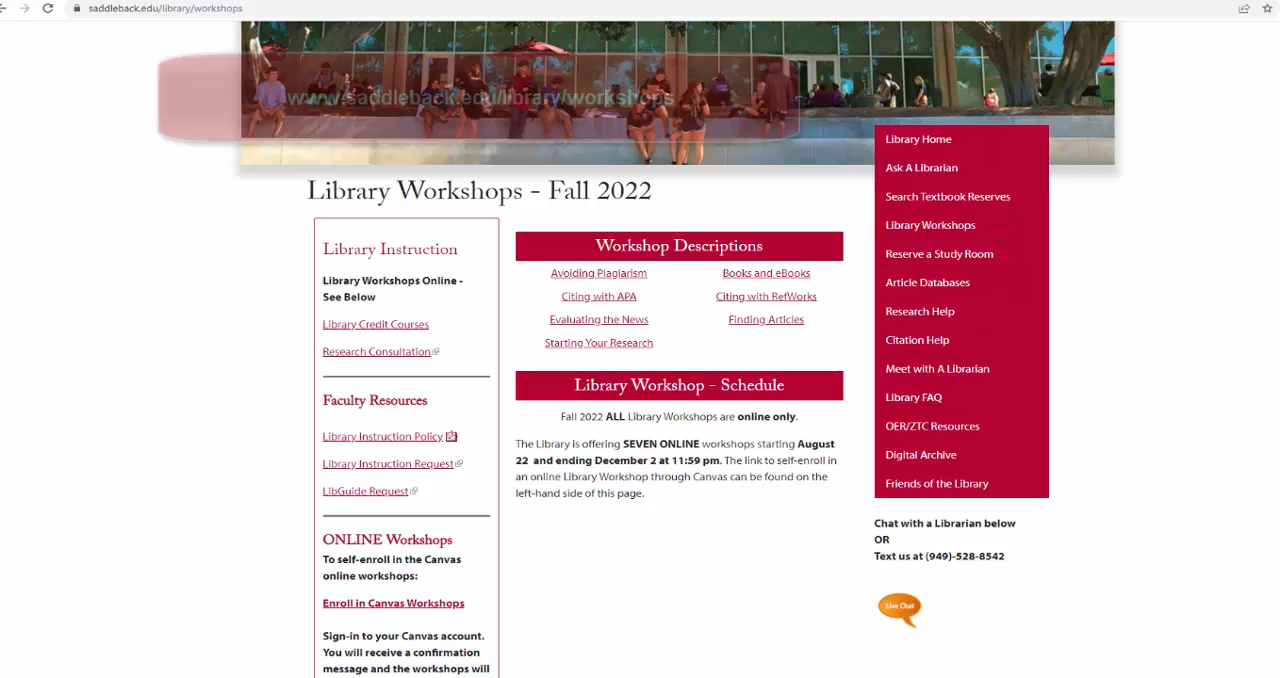 saddleback.edu/library/workshops
www.saddleback.edu/library/workshops
Library Workshops - Fall 2022
Library Instruction
Library Workshops Online -
See Below
Library Credit Courses
Research Consultation
Faculty Resources
Library Instruction Policy
Library Instruction Request
LibGuide Request
ONLINE Workshops
To self-enroll in the Canvas
online workshops:
Enroll in Canvas Workshops
Sign-in to your Canvas account.
You will receive a confirmation
message and the workshops will
Workshop Descriptions
Avoiding Plagiarism
Books and eBooks
Citing with APA
Citing with RefWorks
Evaluating the News
Finding Articles
Starting Your Research
Library Workshop - Schedule
Fall 2022 ALL Library Workshops are online only.
The Library is offering SEVEN ONLINE workshops starting August
22 and ending December 2 at 11:59 pm. The link to self-enroll in
an online Library Workshop through Canvas can be found on the
left-hand side of this page.
Library Home
Ask A Librarian
Search Textbook Reserves
Library Workshops
Reserve a Study Room
Article Databases
Research Help
Citation Help
Meet with A Librarian
Library FAQ
OER/ZTC Resources
Digital Archive
Friends of the Library
Chat with a Librarian below
OR
Text us at (949)-528-8542
Live Chat